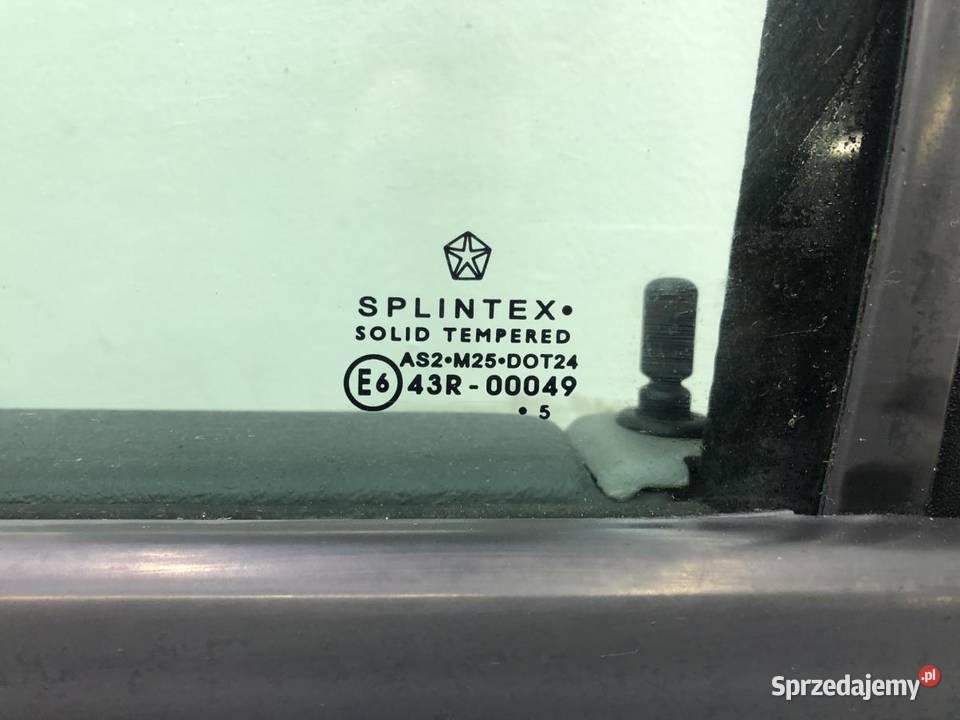 SPLINTEX•
SOLID TEMPERED
AS2•M25•DOT24
E6 43R-00049
• 5
Sprzedajemy.pl